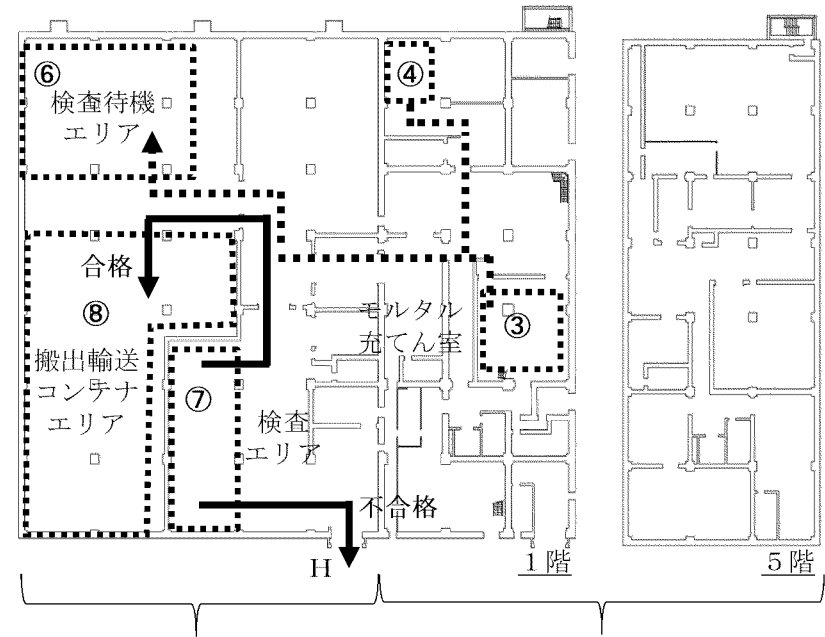 ⑥
検査待機
エリア
④
合格
⑧
搬出輸送
コンテナ
エリア
モルタル
充てん室
③
⑦
検査
エリア
不合格
H
1階
5階